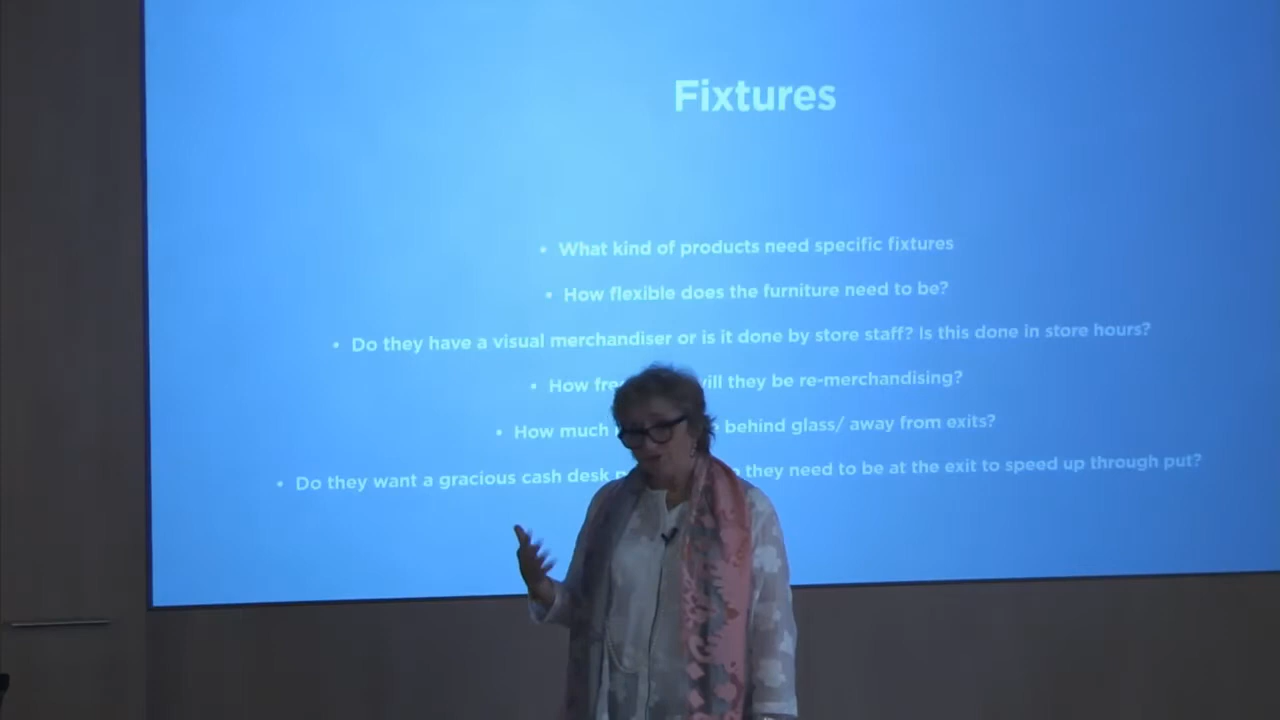 Fixtures
• What kind of products need specific fixtures
• How flexible does the furniture need to be?
• Do they have a visual merchandiser or is it done by store staff? Is this done in store hours?
• How will they be re-merchandising?
• How much behind glass/ away from exits?
• Do they want a gracious cash desk they need to be at the exit to speed up through put?